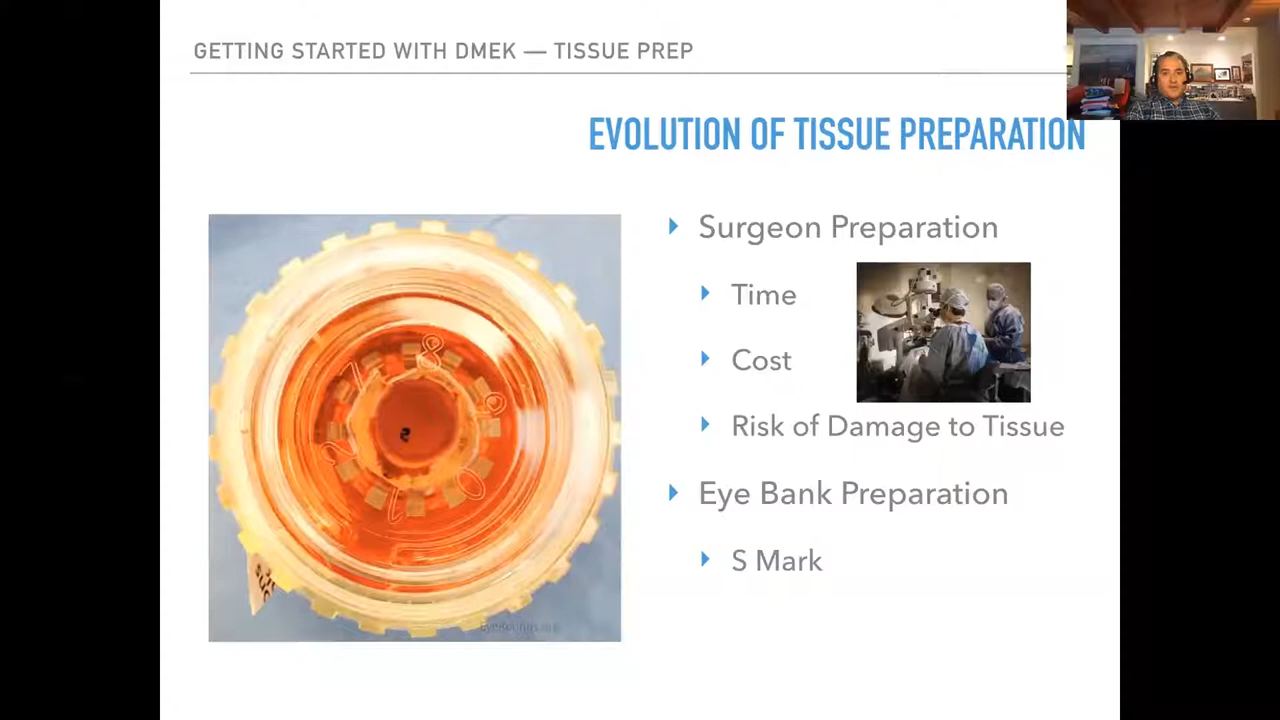 GETTING STARTED WITH DMEK — TISSUE PREP
EVOLUTION OF TISSUE PREPARATION
Surgeon Preparation
Time
Cost
Risk of Damage to Tissue
Eye Bank Preparation
S Mark